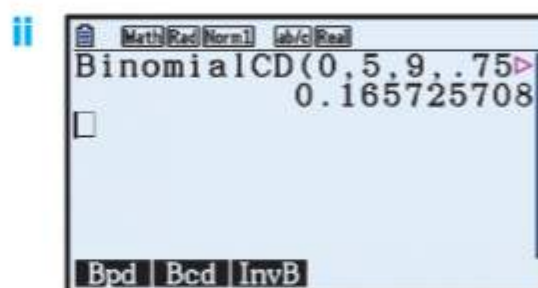 ii
Math Rad Norm1 ab/c Real
BinomialCD(0,5,9,.75
0.165725708
Bpd Bcd InvB